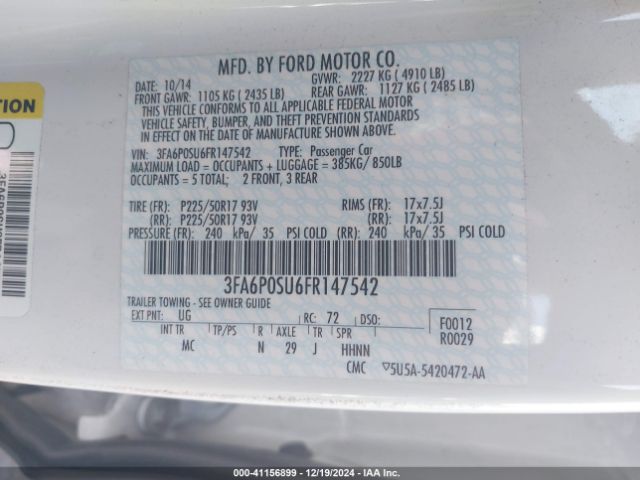 MFD. BY FORD MOTOR CO.
DATE: 10/14 GVWR: 2227 KG ( 4910 LB)
FRONT GAWR: 1105 KG ( 2435 LB) REAR GAWR: 1127 KG ( 2485 LB)
THIS VEHICLE CONFORMS TO ALL APPLICABLE FEDERAL MOTOR
VEHICLE SAFETY, BUMPER, AND THEFT PREVENTION STANDARDS
IN EFFECT ON THE DATE OF MANUFACTURE SHOWN ABOVE.
VIN: 3FA6P0SU6FR147542 TYPE: Passenger Car
MAXIMUM LOAD = OCCUPANTS + LUGGAGE = 385KG/ 850LB
OCCUPANTS = 5 TOTAL; 2 FRONT, 3 REAR
TIRE (FR): P225/50R17 93V RIMS (FR): 17x7.5J
(RR): P225/50R17 93V (RR): 17x7.5J
PRESSURE (FR): 240 kPa/ 35 PSI COLD (RR): 240 kPa/ 35 PSI COLD
3FA6P0SU6FR147542
TRAILER TOWING - SEE OWNER GUIDE
EXT PNT: UG RC: 72 DSO:
F0012
R0029
INT TR TP/PS R AXLE TR SPR
MC N 29 J HHNN
CMC ▽5U5A-5420472-AA
©DRIVE 000-41156899 | 12/19/2024 | IAA Inc.